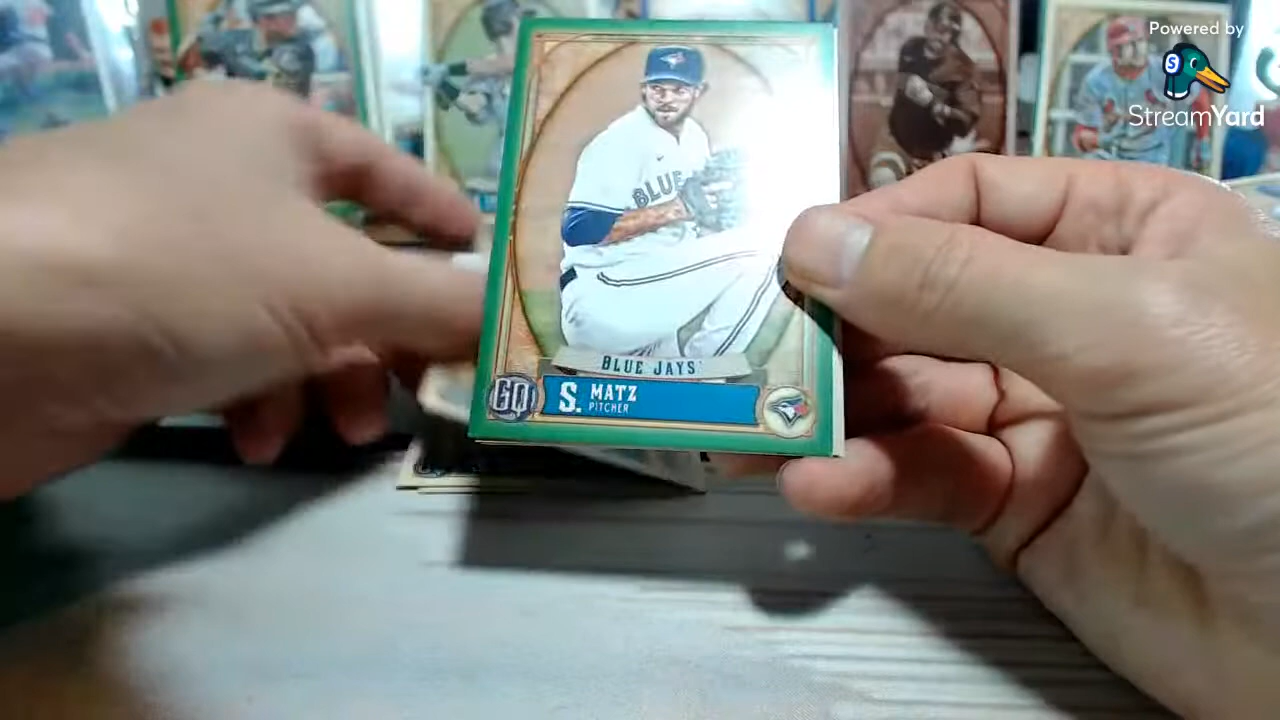 Powered by
StreamYard
BLUE
BLUE JAYS
GQ
S. MATZ
PITCHER